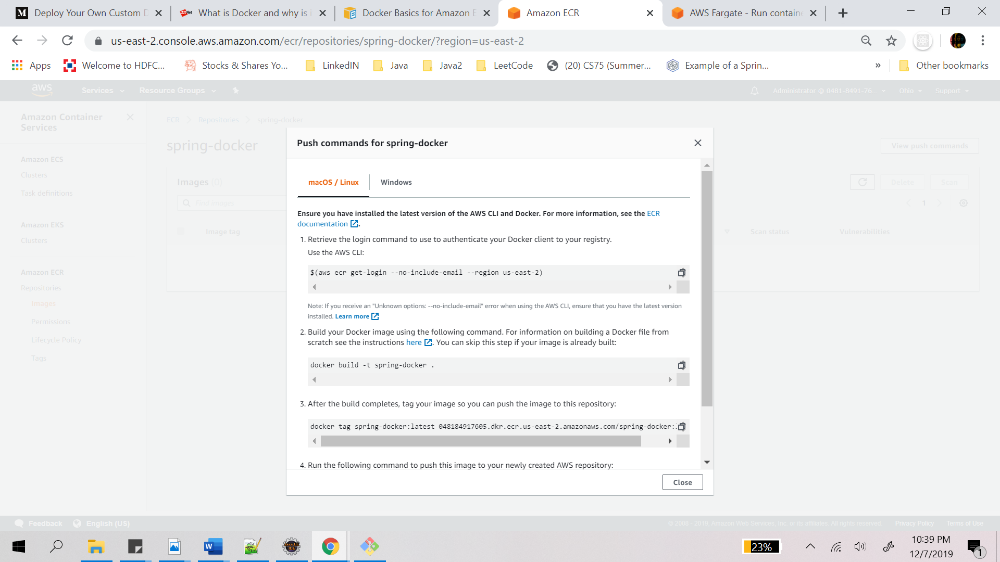 M Deploy Your Own Custom D
ZDNet What is Docker and why is i
Docker Basics for Amazon E
Amazon ECR
AWS Fargate - Run containe
us-east-2.console.aws.amazon.com/ecr/repositories/spring-docker/?region=us-east-2
Apps
Welcome to HDFC...
Stocks & Shares Yo...
LinkedIN
Java
Java2
LeetCode
(20) CS75 (Summer...
Example of a Sprin...
»
Other bookmarks
aws
Services
Resource Groups
Administrator @ 0481-8491-76...
Ohio
Support
Amazon Container
Services
Amazon ECS
Clusters
Task definitions
Amazon EKS
Clusters
Amazon ECR
Repositories
Images
Permissions
Lifecycle Policy
Tags
ECR
Repositories
spring-docker
spring-docker
View push commands
Images (0)
Delete
Scan
Find images
1
Image tag
Scan status
Vulnerabilities
Push commands for spring-docker
macOS / Linux
Windows
Ensure you have installed the latest version of the AWS CLI and Docker. For more information, see the ECR
documentation .
1. Retrieve the login command to use to authenticate your Docker client to your registry.
Use the AWS CLI:
$(aws ecr get-login --no-include-email --region us-east-2)
Note: If you receive an "Unknown options: --no-include-email" error when using the AWS CLI, ensure that you have the latest version
installed. Learn more
2. Build your Docker image using the following command. For information on building a Docker file from
scratch see the instructions here . You can skip this step if your image is already built:
docker build -t spring-docker .
3. After the build completes, tag your image so you can push the image to this repository:
docker tag spring-docker:latest 048184917605.dkr.ecr.us-east-2.amazonaws.com/spring-docker:
4. Run the following command to push this image to your newly created AWS repository:
Close
Feedback
English (US)
© 2008 - 2019, Amazon Web Services, Inc. or its affiliates. All rights reserved.
Privacy Policy
Terms of Use
W
Java EE
IDE
23%
10:39 PM
12/7/2019
1